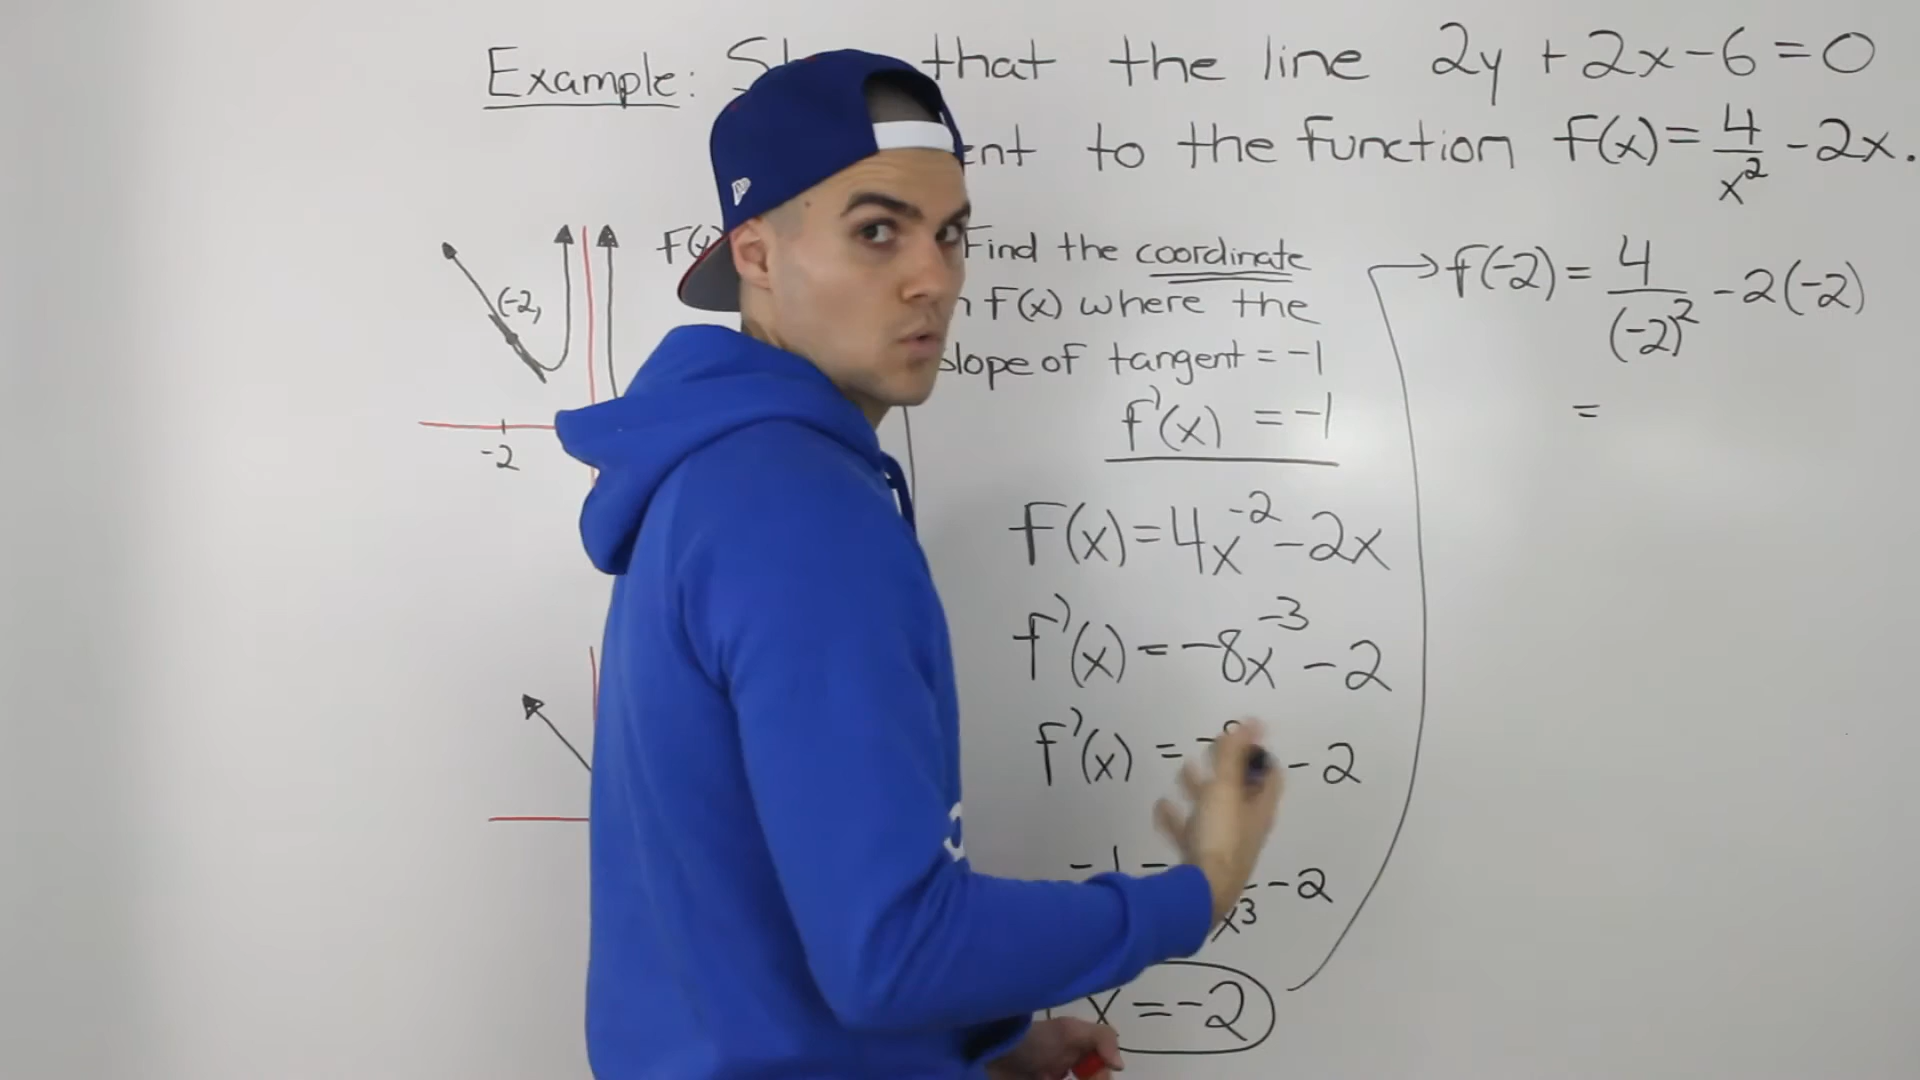 Example: that the line 2y + 2x - 6 = 0
to the function f(x) = 4/x² - 2x.
(-2,
-2
Find the coordinate
f(x) where the
slope of tangent = -1
f'(x) = -1
f(x) = 4x⁻² - 2x
f'(x) = -8x⁻³ - 2
f'(x) = - 2
-1 x³ - 2
x = -2
f(-2) = 4/(-2)² - 2(-2)
=